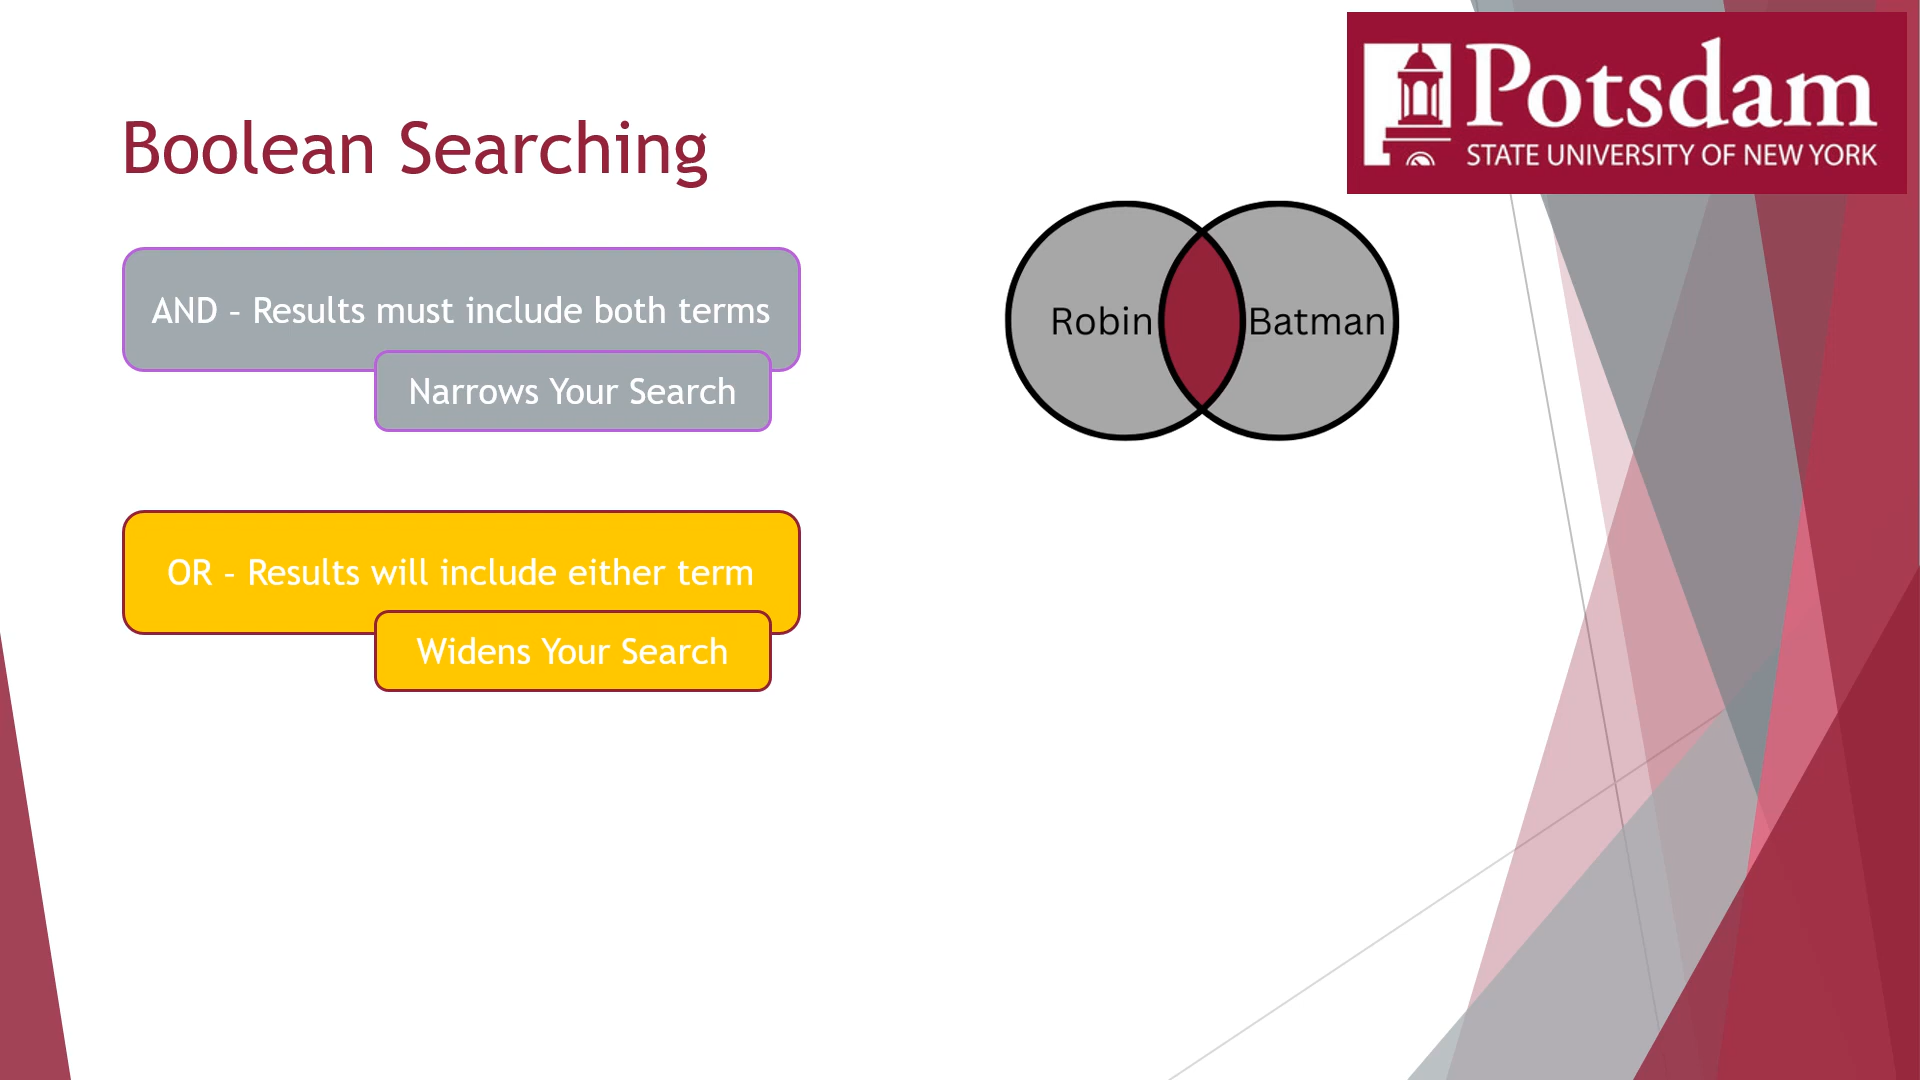 Potsdam
STATE UNIVERSITY OF NEW YORK
Boolean Searching
AND – Results must include both terms
Narrows Your Search
Robin
Batman
OR – Results will include either term
Widens Your Search